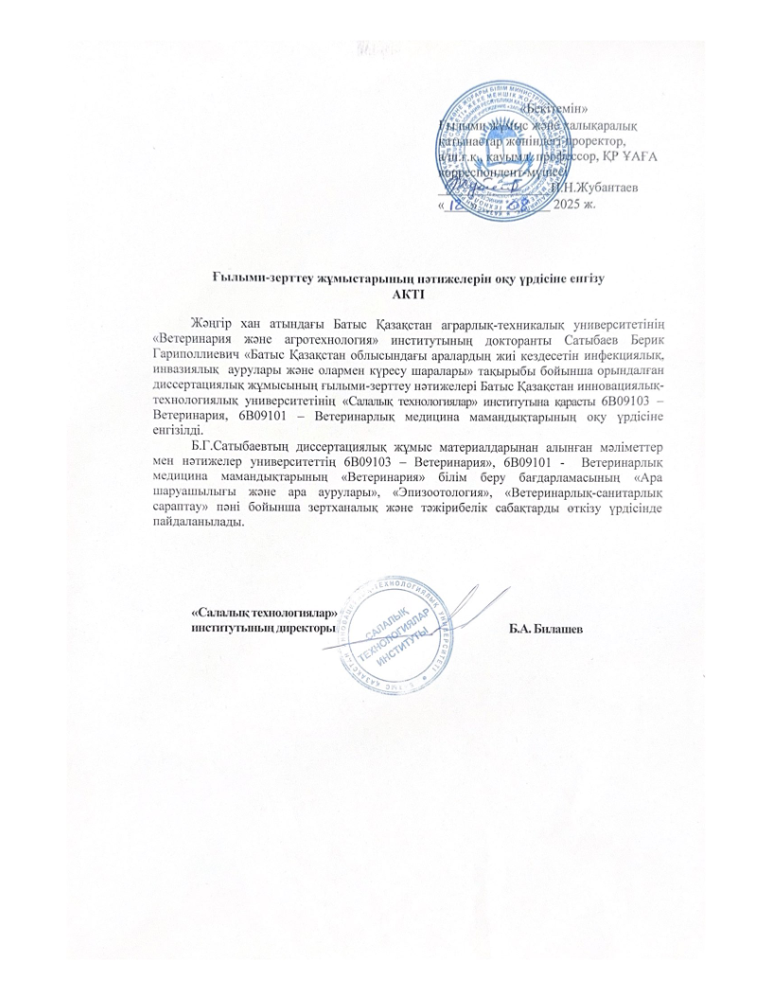 «Бекітемін»
Ғылыми жұмыс және халықаралық
қатынастар жөніндегі проректор,
а/ш.ғ.к., қауымд. профессор, ҚР ҰАҒА
корреспондент-мүшесі
И.Н.Жубантаев
« 18 » 08 2025 ж.
Ғылыми-зерттеу жұмыстарының нәтижелерін оқу үрдісіне енгізу
АКТІ
Жәңгір хан атындағы Батыс Қазақстан аграрлық-техникалық университетінің
«Ветеринария және агротехнология» институтының докторанты Сатыбаев Берик
Гариполлиевич «Батыс Қазақстан облысындағы аралардың жиі кездесетін инфекциялық,
инвазиялық аурулары және олармен күресу шаралары» тақырыбы бойынша орындалған
диссертациялық жұмысының ғылыми-зерттеу нәтижелері Батыс Қазақстан инновациялық-
технологиялық университетінің «Салалық технологиялар» институтына қарасты 6В09103 –
Ветеринария, 6В09101 – Ветеринарлық медицина мамандықтарының оқу үрдісіне
енгізілді.
Б.Г.Сатыбаевтың диссертациялық жұмыс материалдарынан алынған мәліметтер
мен нәтижелер университеттің 6В09103 – Ветеринария», 6В09101 - Ветеринарлық
медицина мамандықтарының «Ветеринария» білім беру бағдарламасының «Ара
шаруашылығы және ара аурулары», «Эпизоотология», «Ветеринарлық-санитарлық
сараптау» пәні бойынша зертханалық және тәжірибелік сабақтарды өткізу үрдісінде
пайдаланылады.
«Салалық технологиялар»
институтының директоры Б.А. Билашев
САЛАЛЫҚ
ТЕХНОЛОГИЯЛАР
ИНСТИТУТЫ